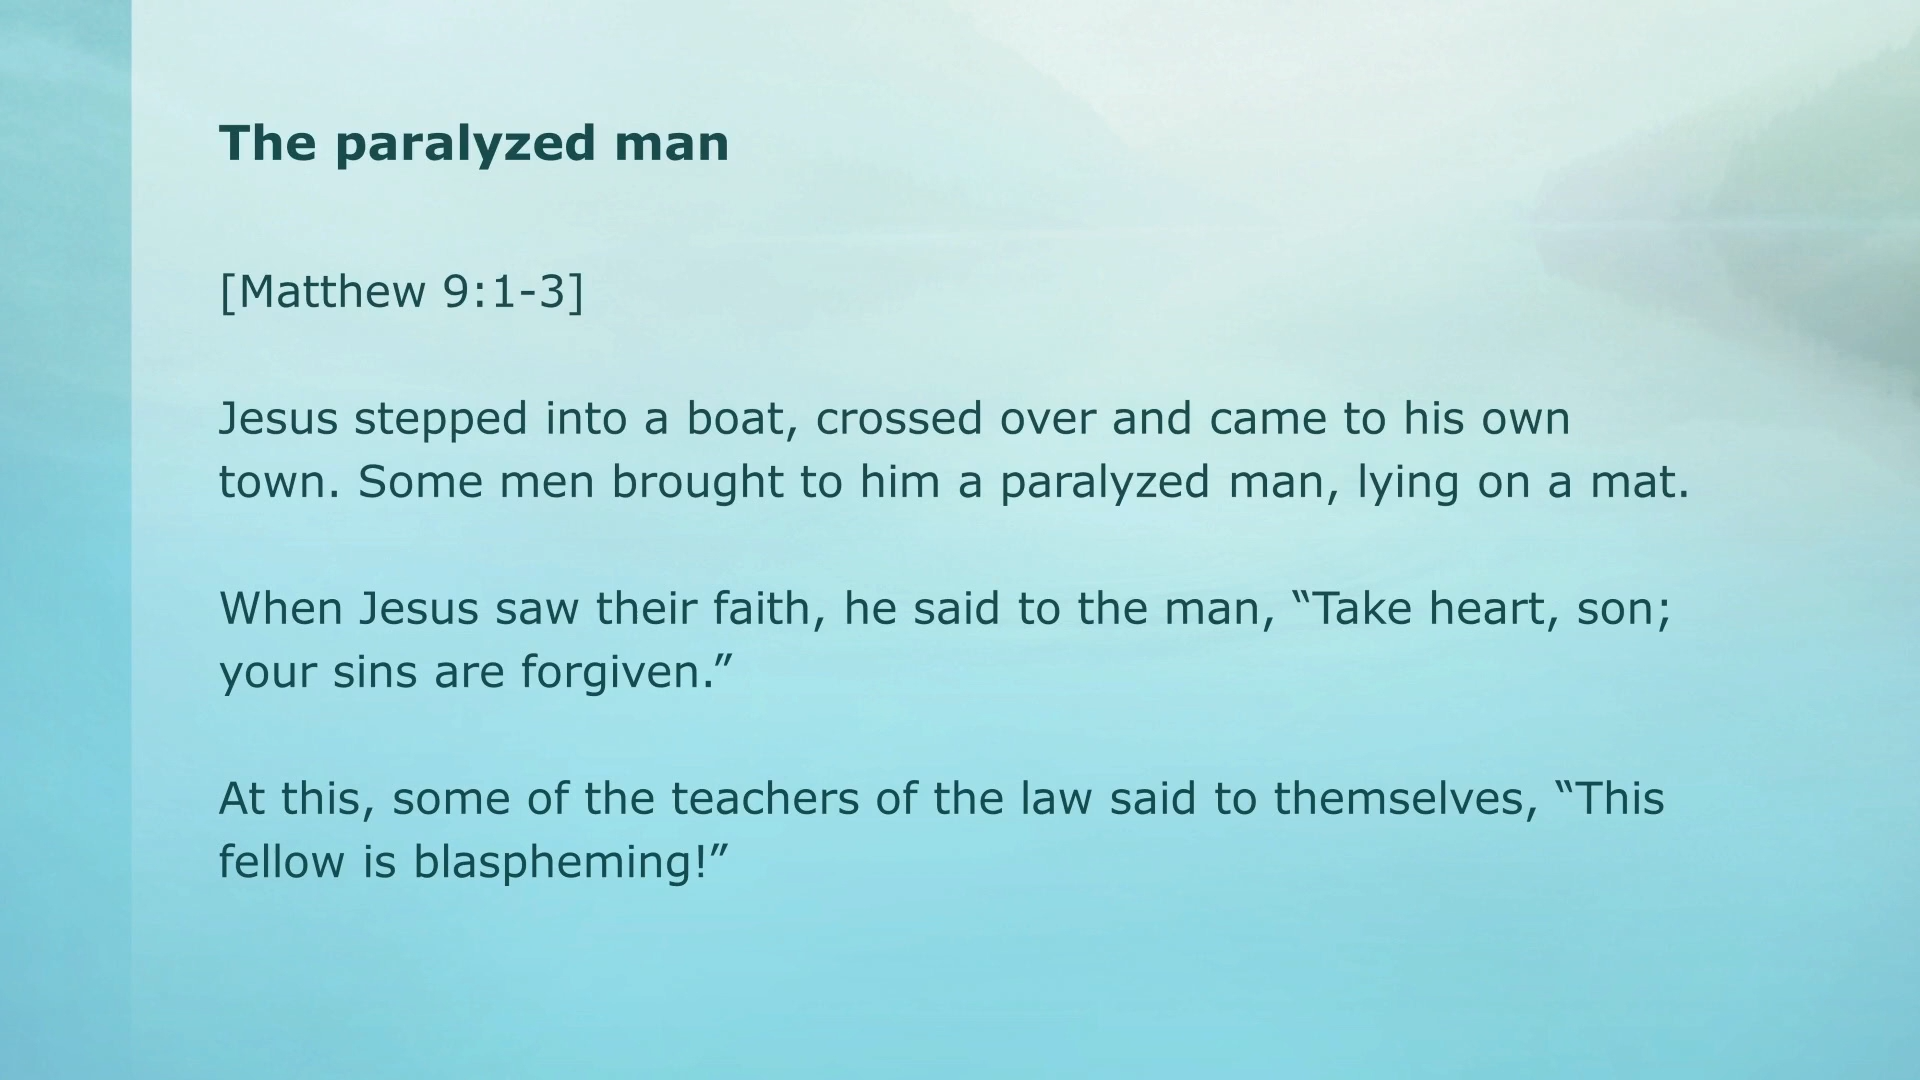 The paralyzed man
[Matthew 9:1-3]
Jesus stepped into a boat, crossed over and came to his own
town. Some men brought to him a paralyzed man, lying on a mat.
When Jesus saw their faith, he said to the man, “Take heart, son;
your sins are forgiven.”
At this, some of the teachers of the law said to themselves, “This
fellow is blaspheming!”